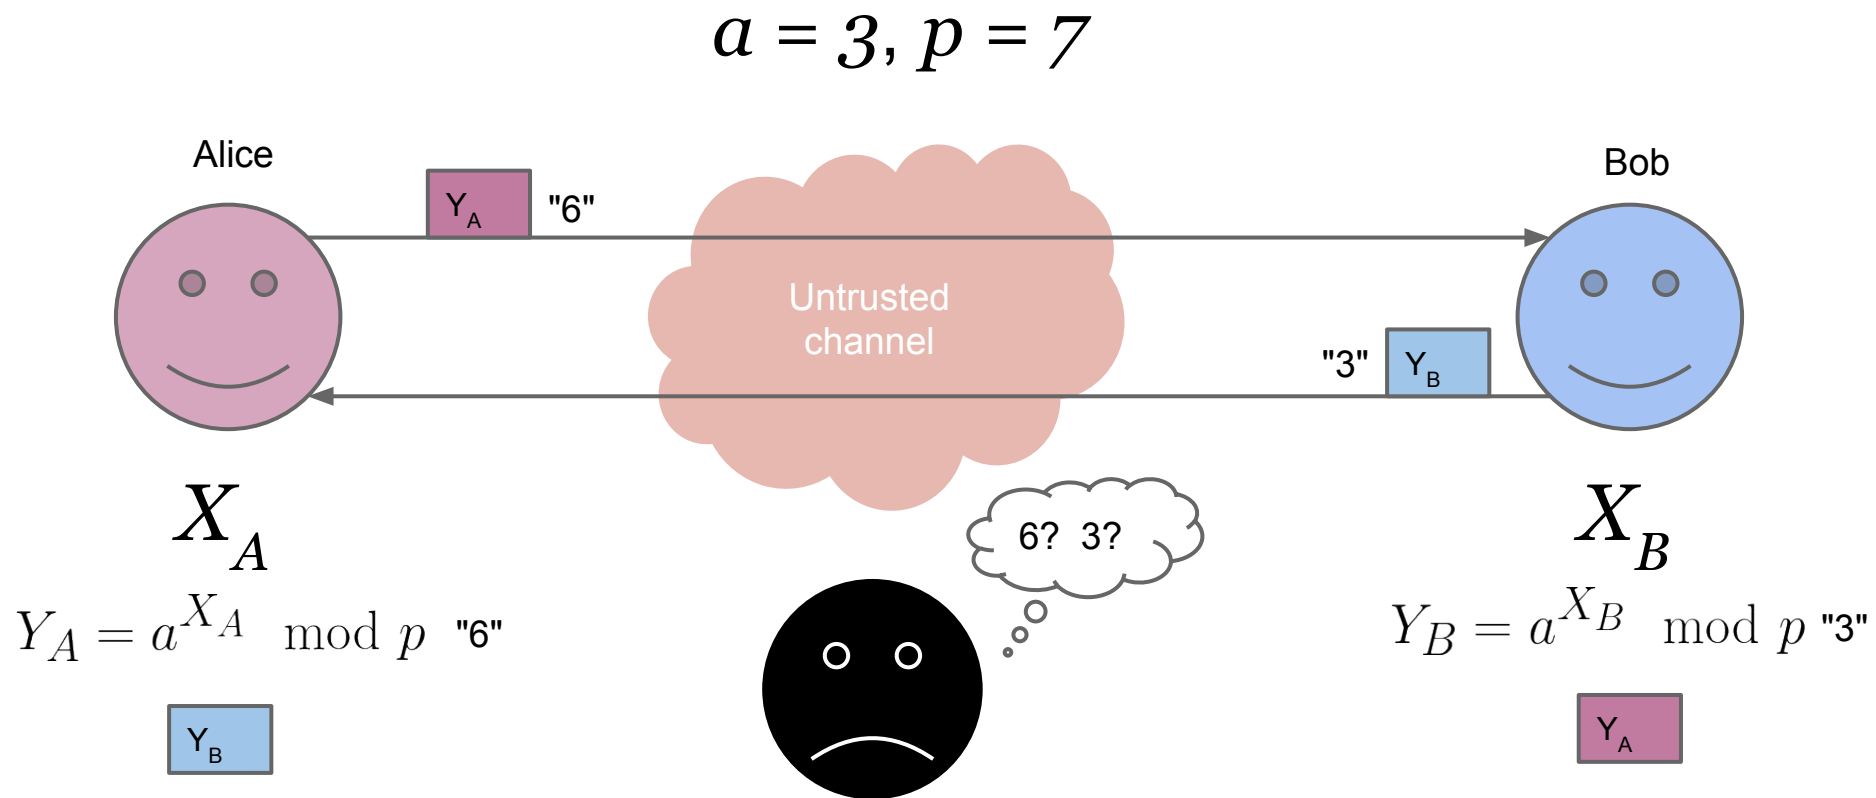 a = 3, p = 7
Alice
Bob
Y_A "6"
Untrusted
channel
"3" Y_B
X_A
X_B
6? 3?
Y_A = a^{X_A} mod p "6"
Y_B = a^{X_B} mod p "3"
Y_B
Y_A